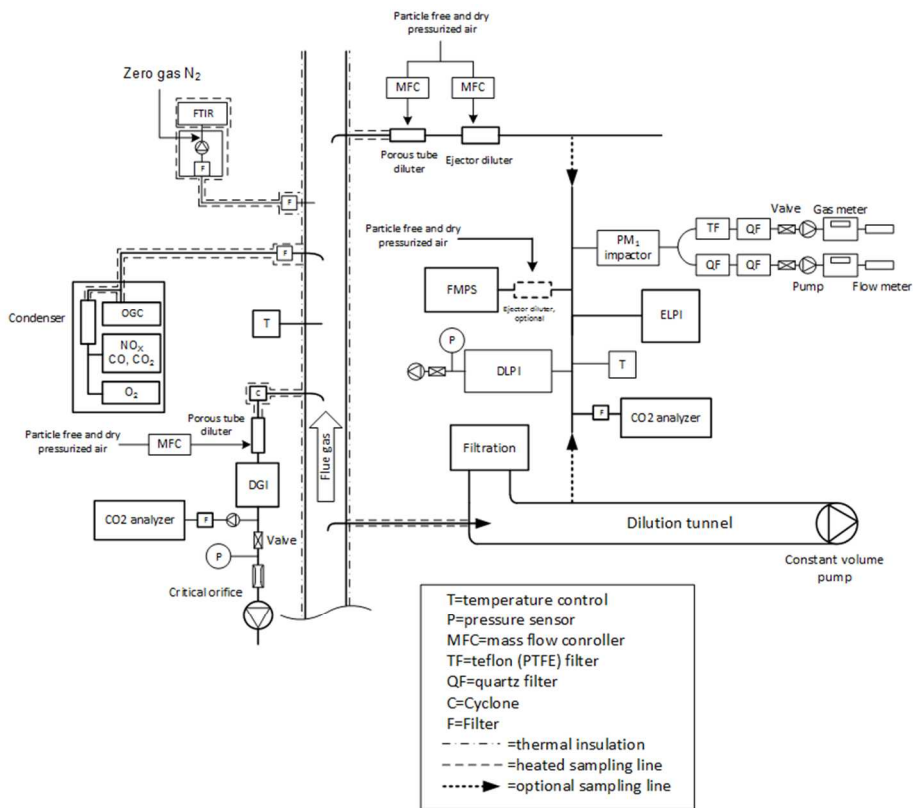 Particle free and dry
pressurized air
Zero gas N2
FTIR
F
MFC
MFC
Porous tube
diluter
Ejector diluter
F
Particle free and dry
pressurized air
PM1
impactor
TF
QF
Valve
Gas meter
QF
QF
Pump
Flow meter
F
Condenser
OGC
NOX
CO, CO2
O2
T
FMPS
Ejector diluter,
optional
ELPI
P
DLPI
T
C
Porous tube
diluter
Particle free and dry
pressurized air
MFC
DGI
Flue gas
F
CO2 analyzer
Filtration
CO2 analyzer
F
Valve
P
Critical orifice
Dilution tunnel
Constant volume
pump
T=temperature control
P=pressure sensor
MFC=mass flow conroller
TF=teflon (PTFE) filter
QF=quartz filter
C=Cyclone
F=Filter
=thermal insulation
=heated sampling line
=optional sampling line